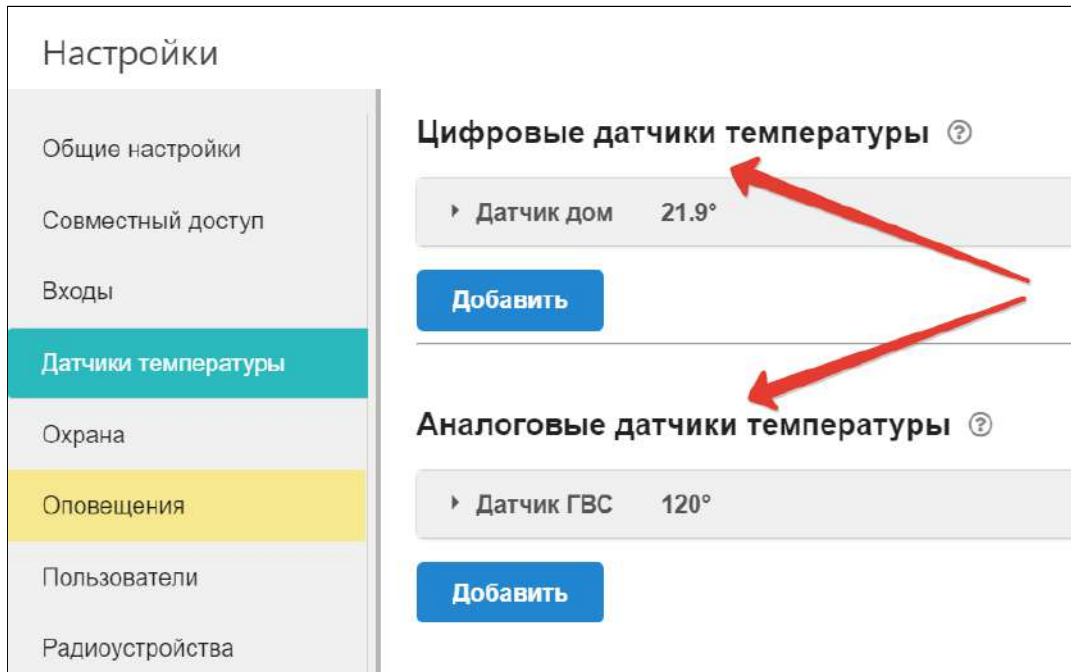 Настройки
Общие настройки
Совместный доступ
Входы
Датчики температуры
Охрана
Оповещения
Пользователи
Радиоустройства
Цифровые датчики температуры ?
Датчик дом 21.9°
Добавить
Аналоговые датчики температуры ?
Датчик ГВС 120°
Добавить